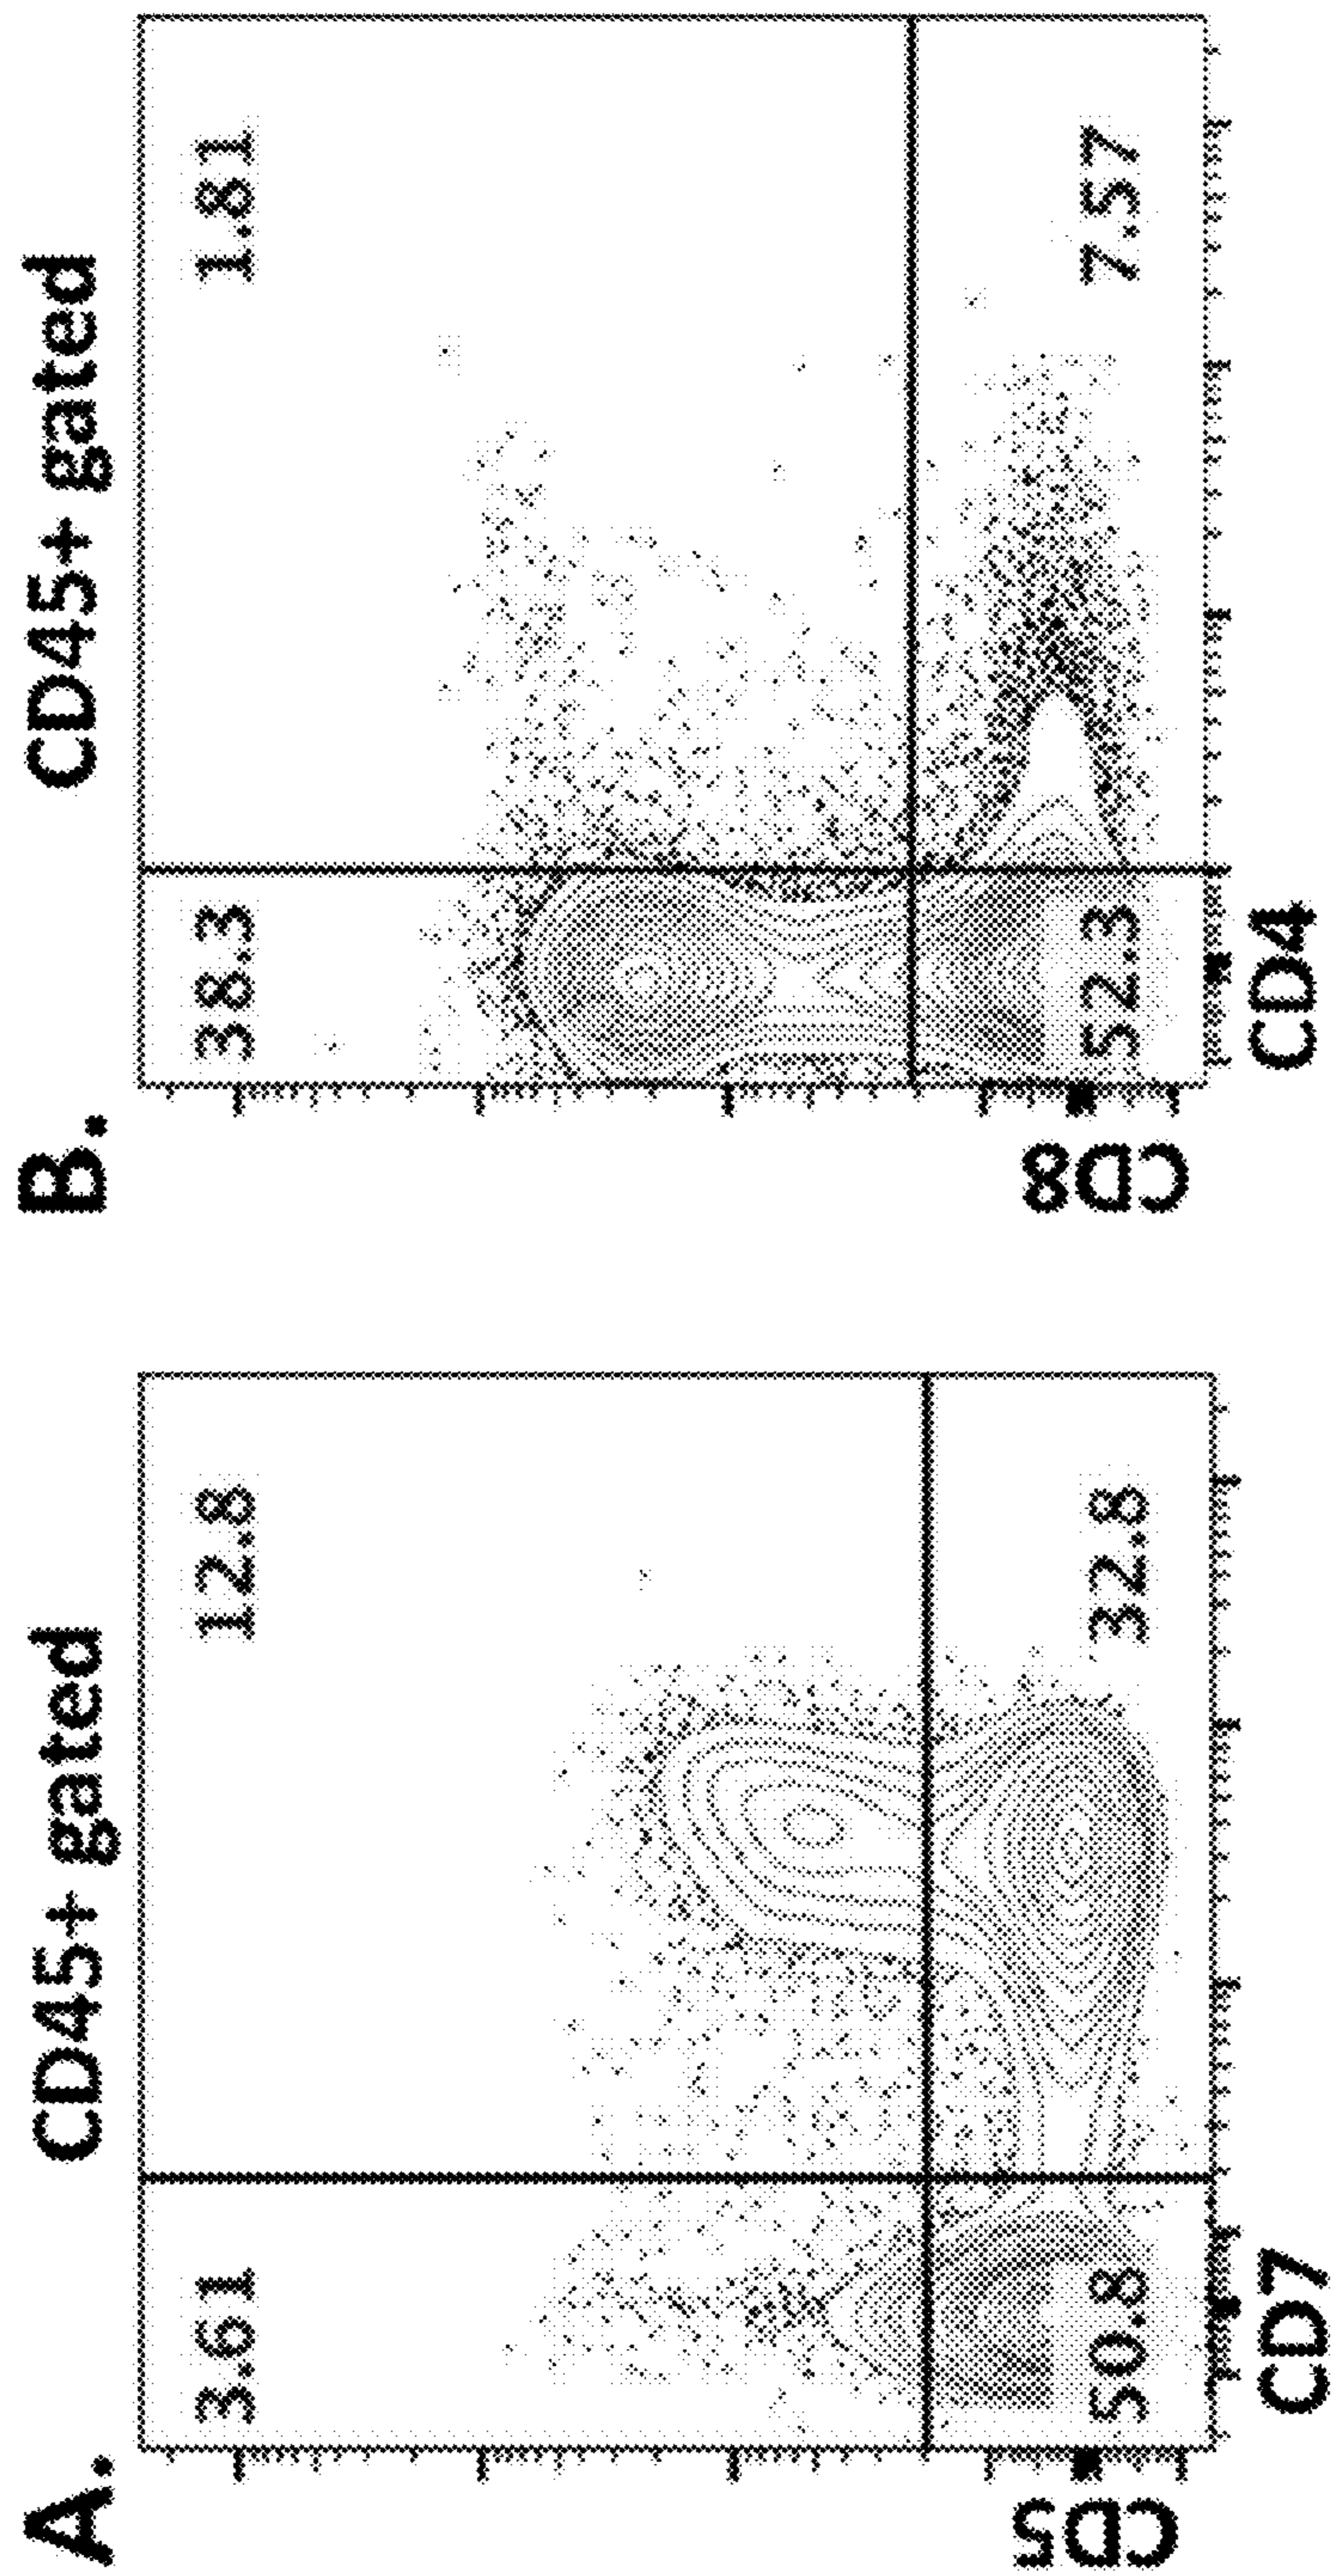 A.
CD45+ gated
3.61
12.8
50.8
32.8
CD5
CD7
B.
CD45+ gated
38.3
1.81
52.3
7.57
CD8
CD4